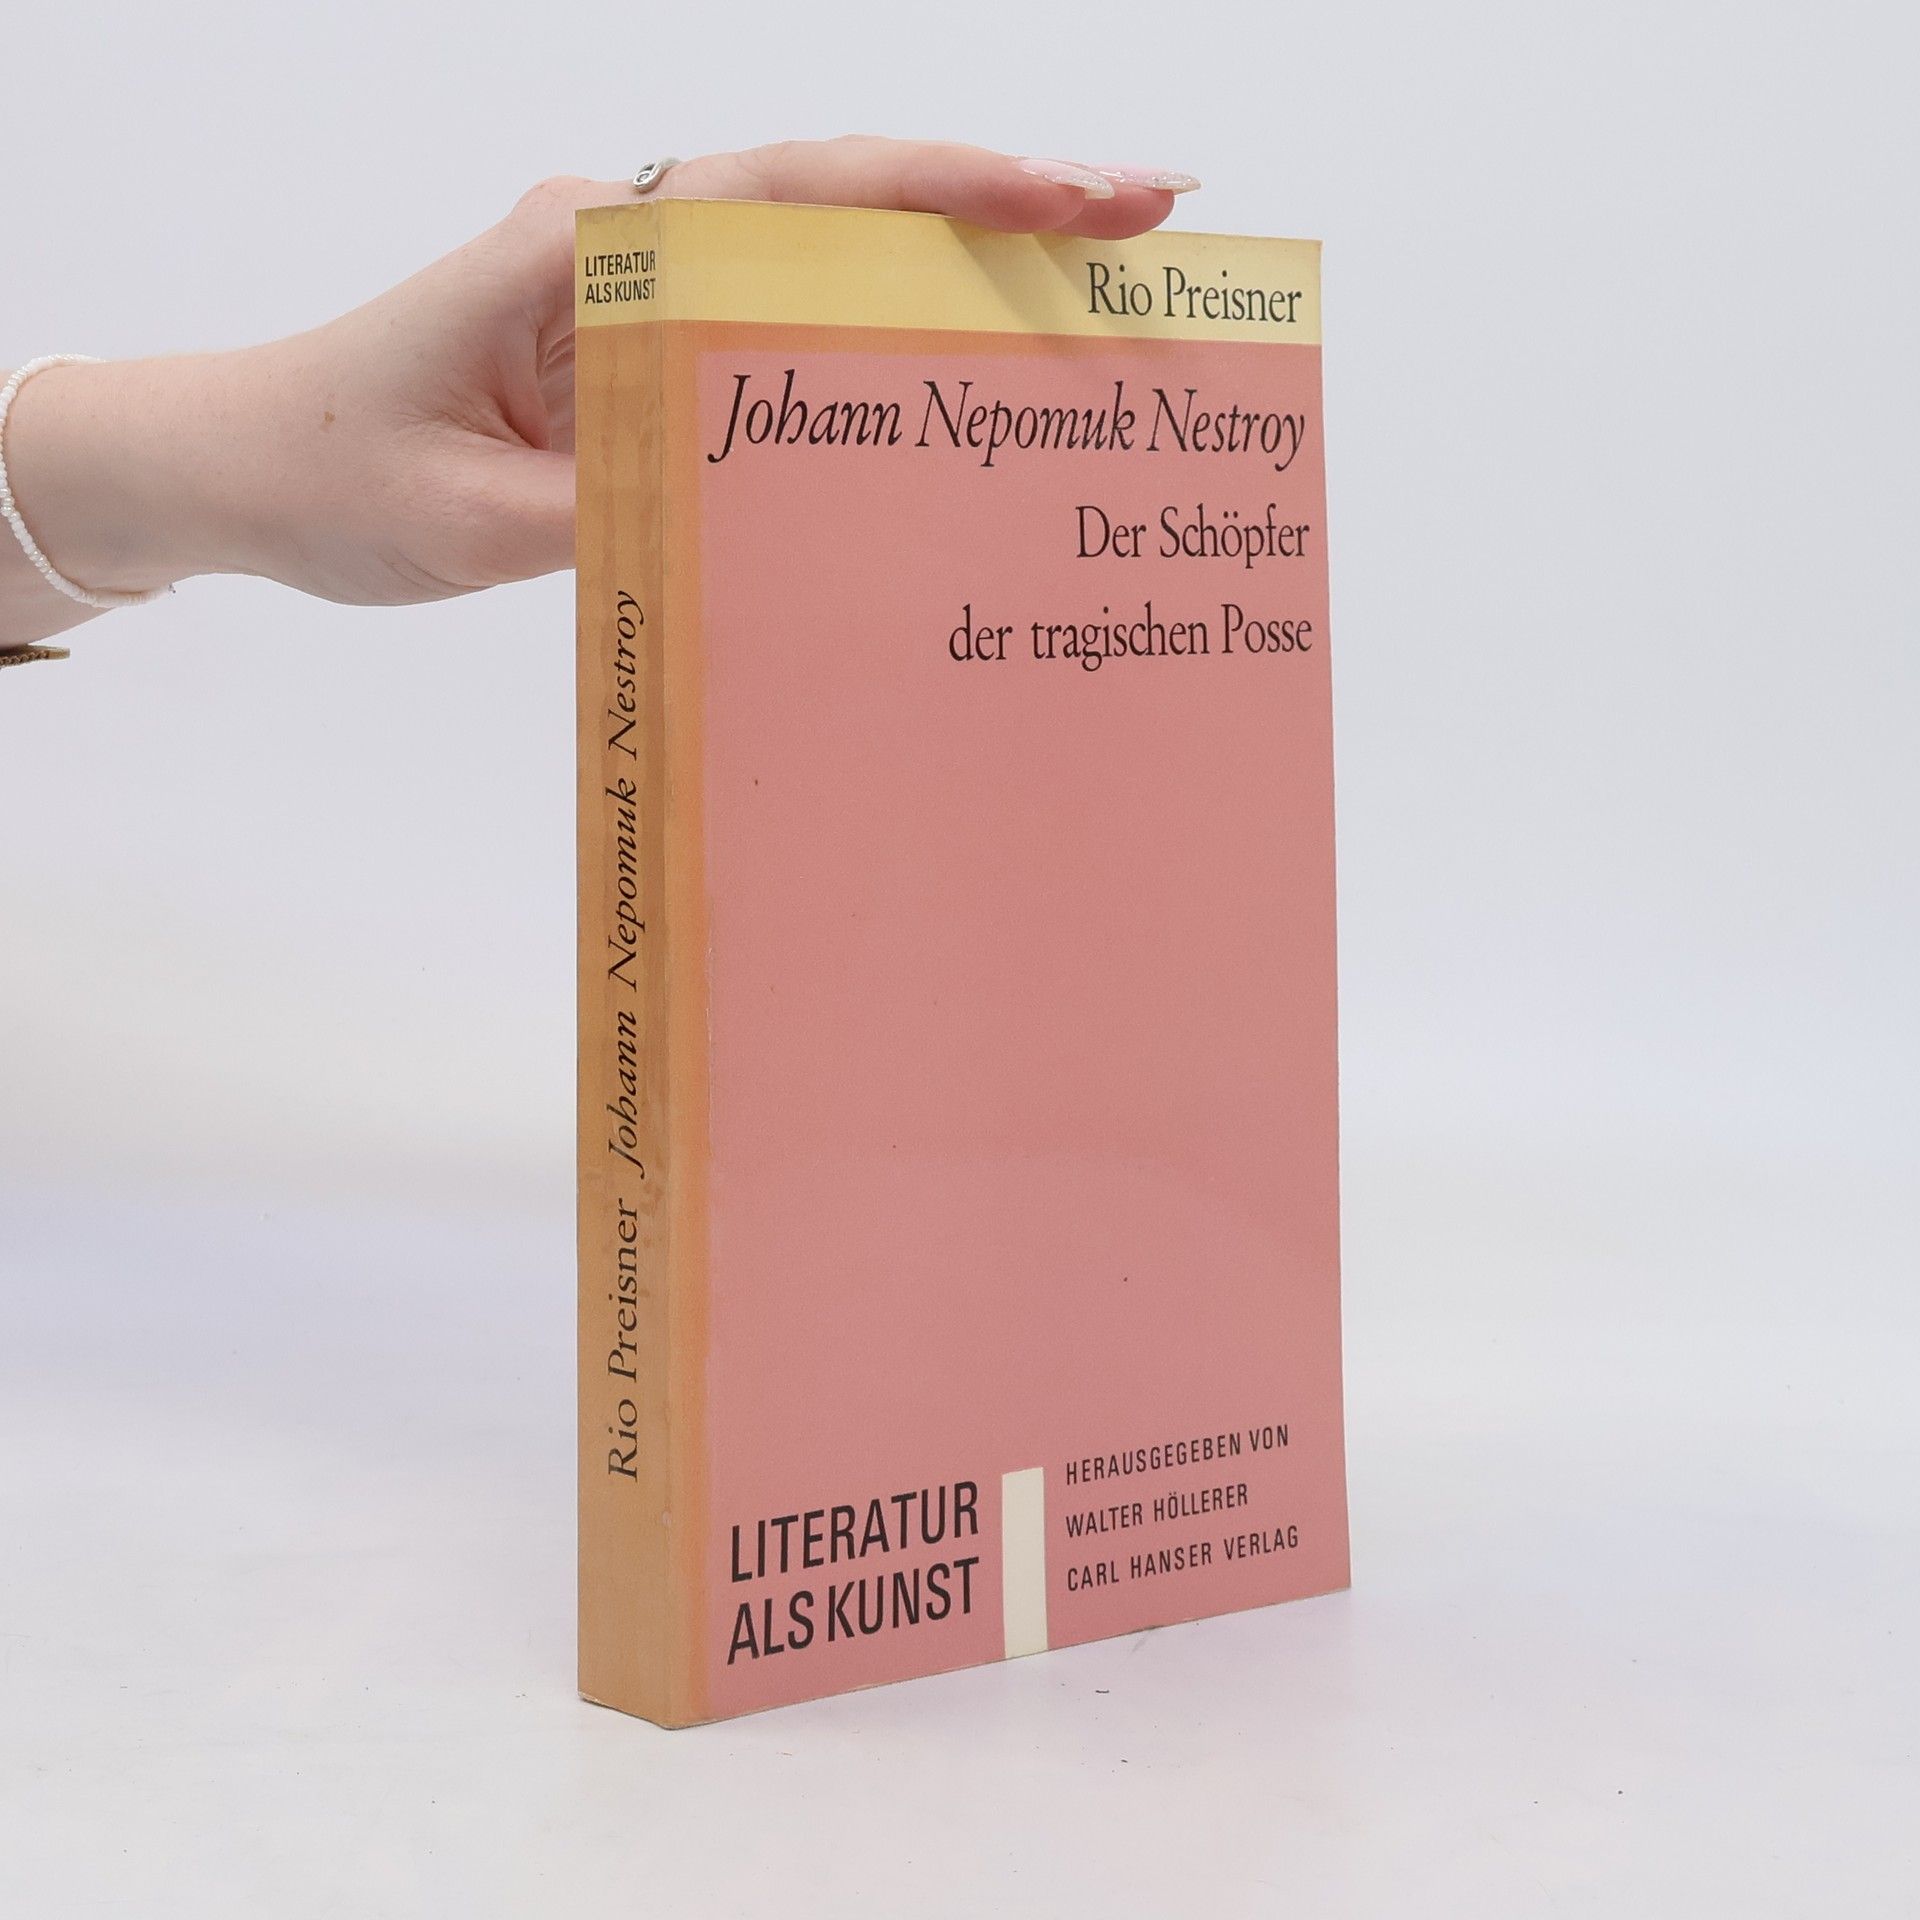 LITERATUR
ALS KUNST
Rio Preisner Johann Nepomuk Nestroy
Rio Preisner
Johann Nepomuk Nestroy
Der Schöpfer
der tragischen Posse
LITERATUR
ALS KUNST
HERAUSGEGEBEN VON
WALTER HÖLLERER
CARL HANSER VERLAG